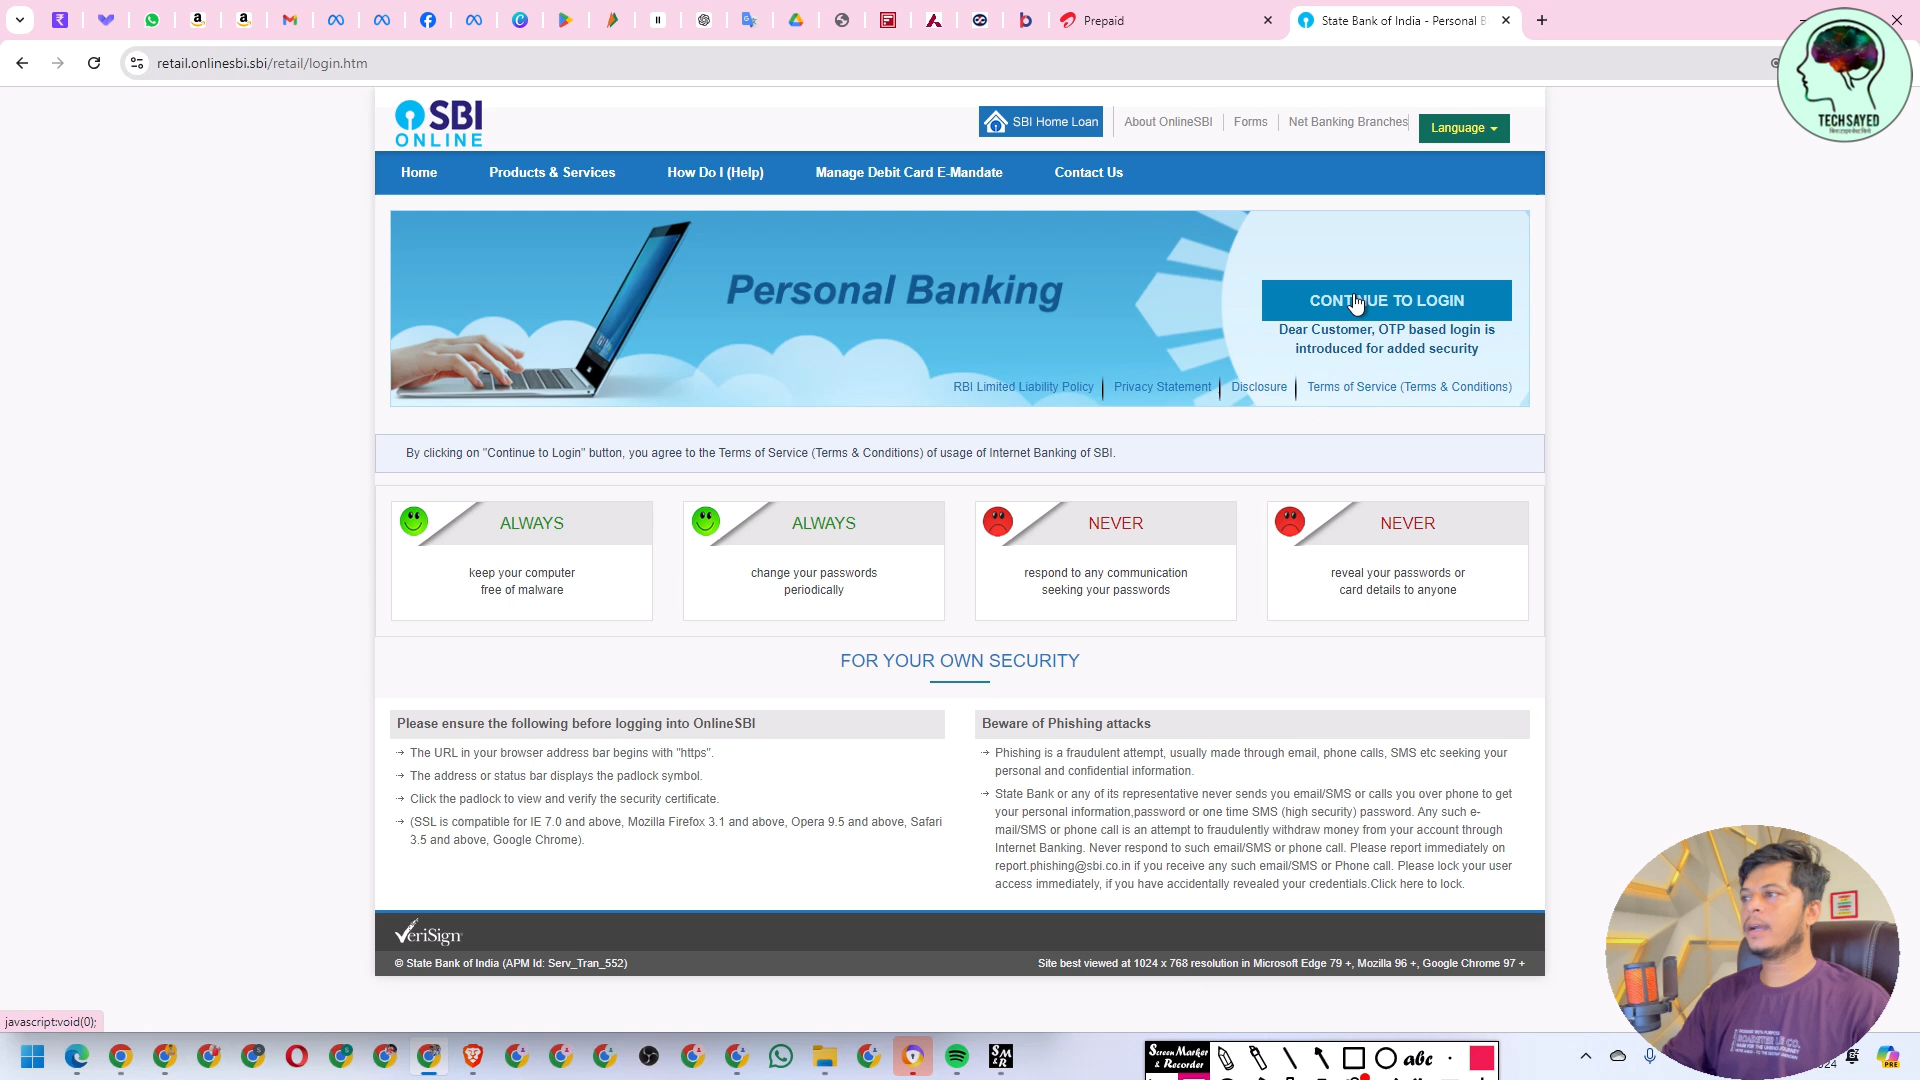 Prepaid
State Bank of India - Personal B
retail.onlinesbi.sbi/retail/login.htm
TECH SAYED
SBI
ONLINE
SBI Home Loan
About OnlineSBI
Forms
Net Banking Branches
Language
Home
Products & Services
How Do I (Help)
Manage Debit Card E-Mandate
Contact Us
Personal Banking
CONTINUE TO LOGIN
Dear Customer, OTP based login is
introduced for added security
RBI Limited Liability Policy
Privacy Statement
Disclosure
Terms of Service (Terms & Conditions)
By clicking on "Continue to Login" button, you agree to the Terms of Service (Terms & Conditions) of usage of Internet Banking of SBI.
ALWAYS
keep your computer
free of malware
ALWAYS
change your passwords
periodically
NEVER
respond to any communication
seeking your passwords
NEVER
reveal your passwords or
card details to anyone
FOR YOUR OWN SECURITY
Please ensure the following before logging into OnlineSBI
The URL in your browser address bar begins with "https".
The address or status bar displays the padlock symbol.
Click the padlock to view and verify the security certificate.
(SSL is compatible for IE 7.0 and above, Mozilla Firefox 3.1 and above, Opera 9.5 and above, Safari
3.5 and above, Google Chrome).
Beware of Phishing attacks
Phishing is a fraudulent attempt, usually made through email, phone calls, SMS etc seeking your
personal and confidential information.
State Bank or any of its representative never sends you email/SMS or calls you over phone to get
your personal information,password or one time SMS (high security) password. Any such e-
mail/SMS or phone call is an attempt to fraudulently withdraw money from your account through
Internet Banking. Never respond to such email/SMS or phone call. Please report immediately on
report.phishing@sbi.co.in if you receive any such email/SMS or Phone call. Please lock your user
access immediately, if you have accidentally revealed your credentials.Click here to lock.
VeriSign
© State Bank of India (APM Id: Serv_Tran_552)
Site best viewed at 1024 x 768 resolution in Microsoft Edge 79 +, Mozilla 96 +, Google Chrome 97 +
javascript:void(0);
Screen Marker
& Recorder
abc